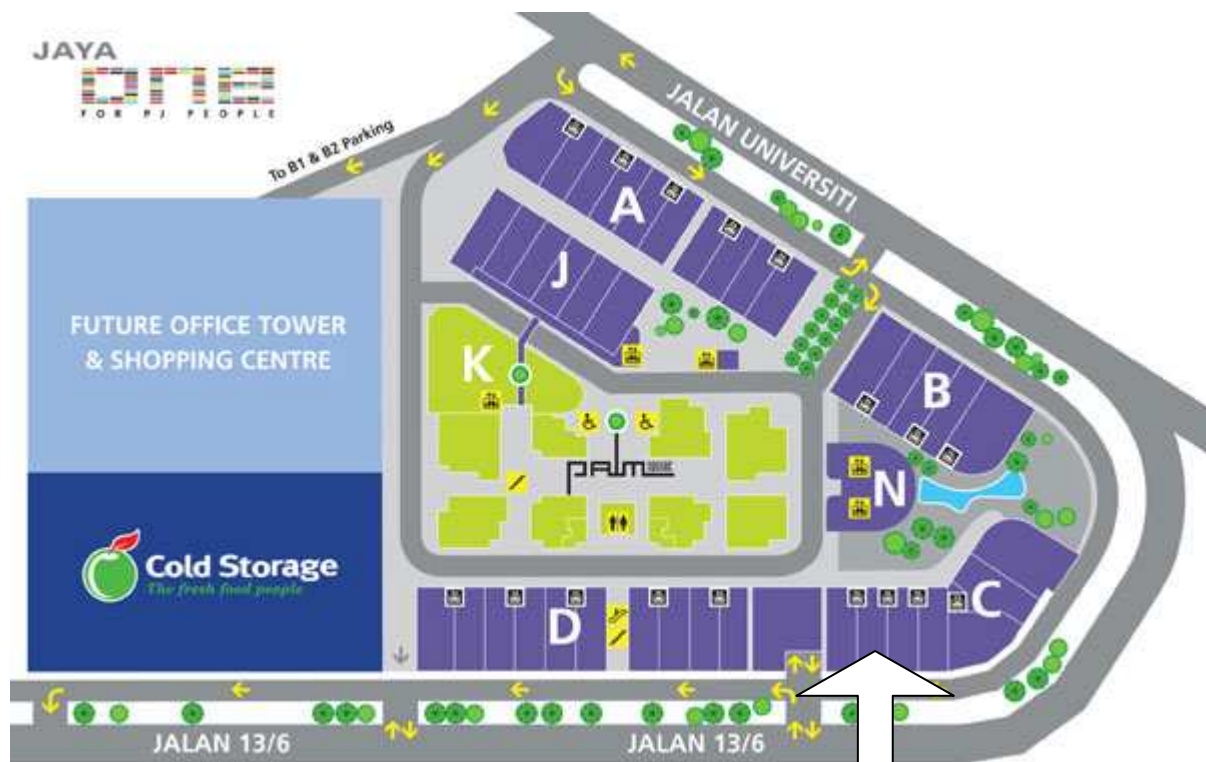 JAYA
ONE
FOR PJ PEOPLE
To B1 & B2 Parking
JALAN UNIVERSITI
A
J
FUTURE OFFICE TOWER
& SHOPPING CENTRE
K
B
PALM SQUARE
N
Cold Storage
The fresh food people
D
C
JALAN 13/6
JALAN 13/6